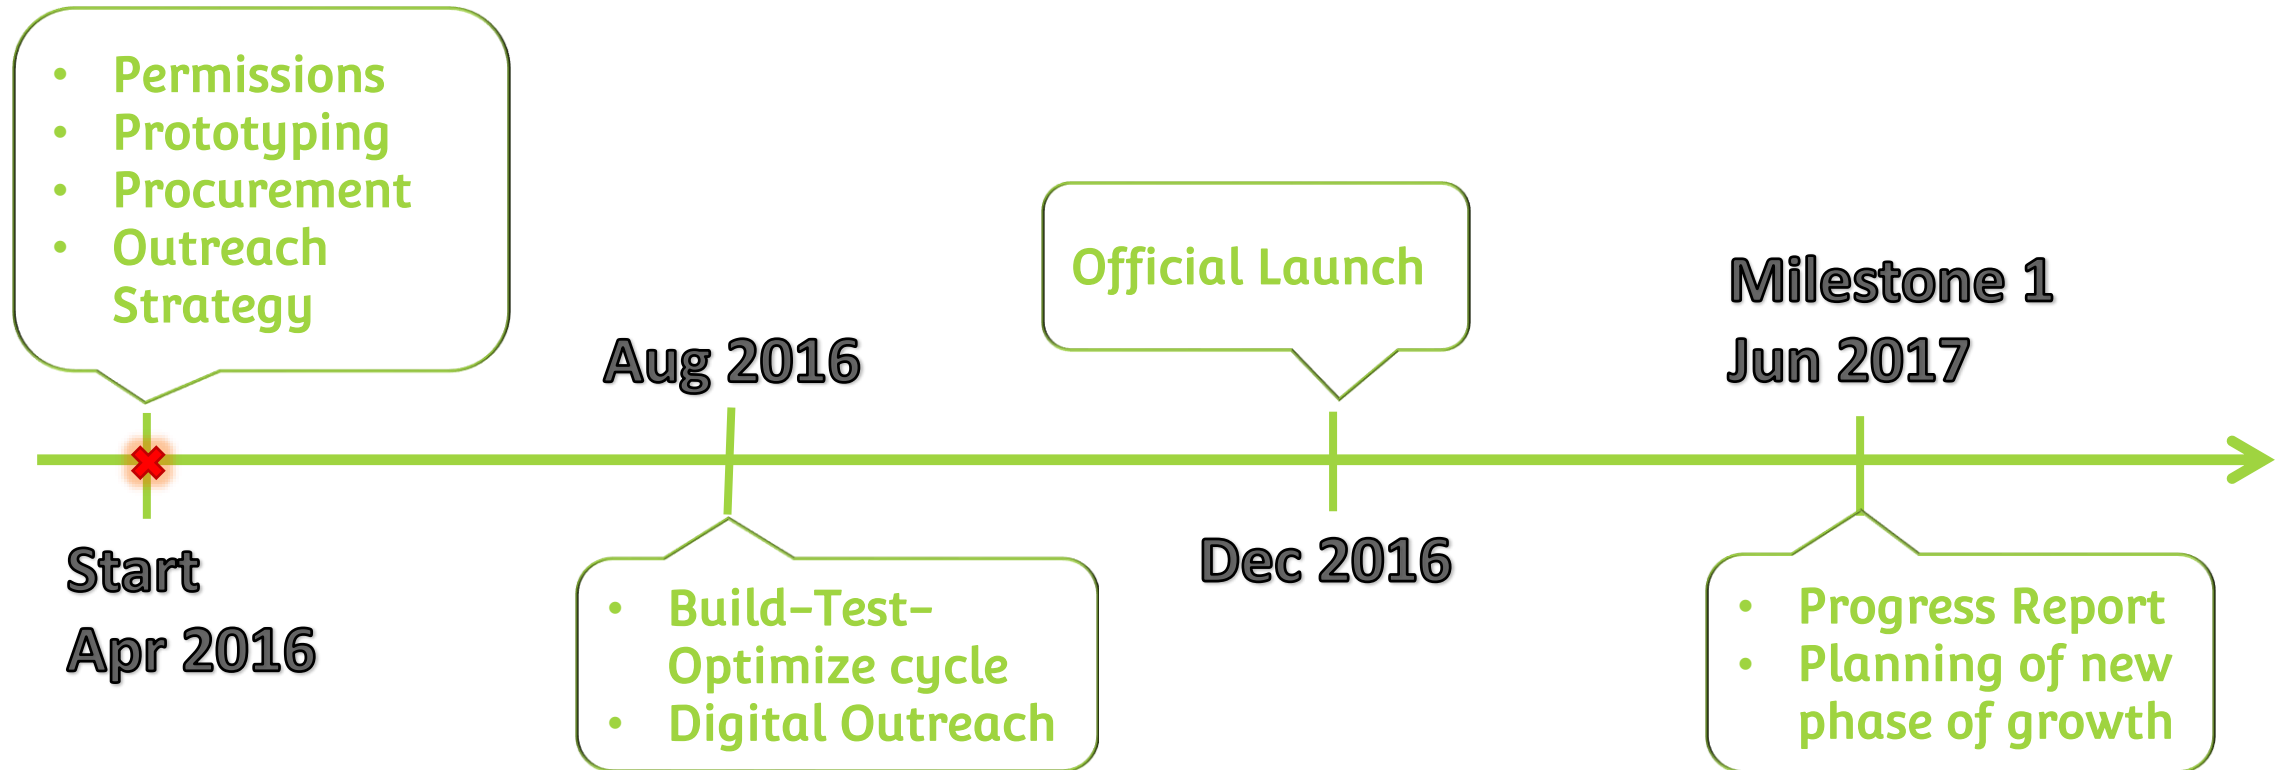 • Permissions
• Prototyping
• Procurement
• Outreach
Strategy
Start
Apr 2016
Aug 2016
• Build-Test-
Optimize cycle
• Digital Outreach
Official Launch
Dec 2016
Milestone 1
Jun 2017
• Progress Report
• Planning of new
phase of growth